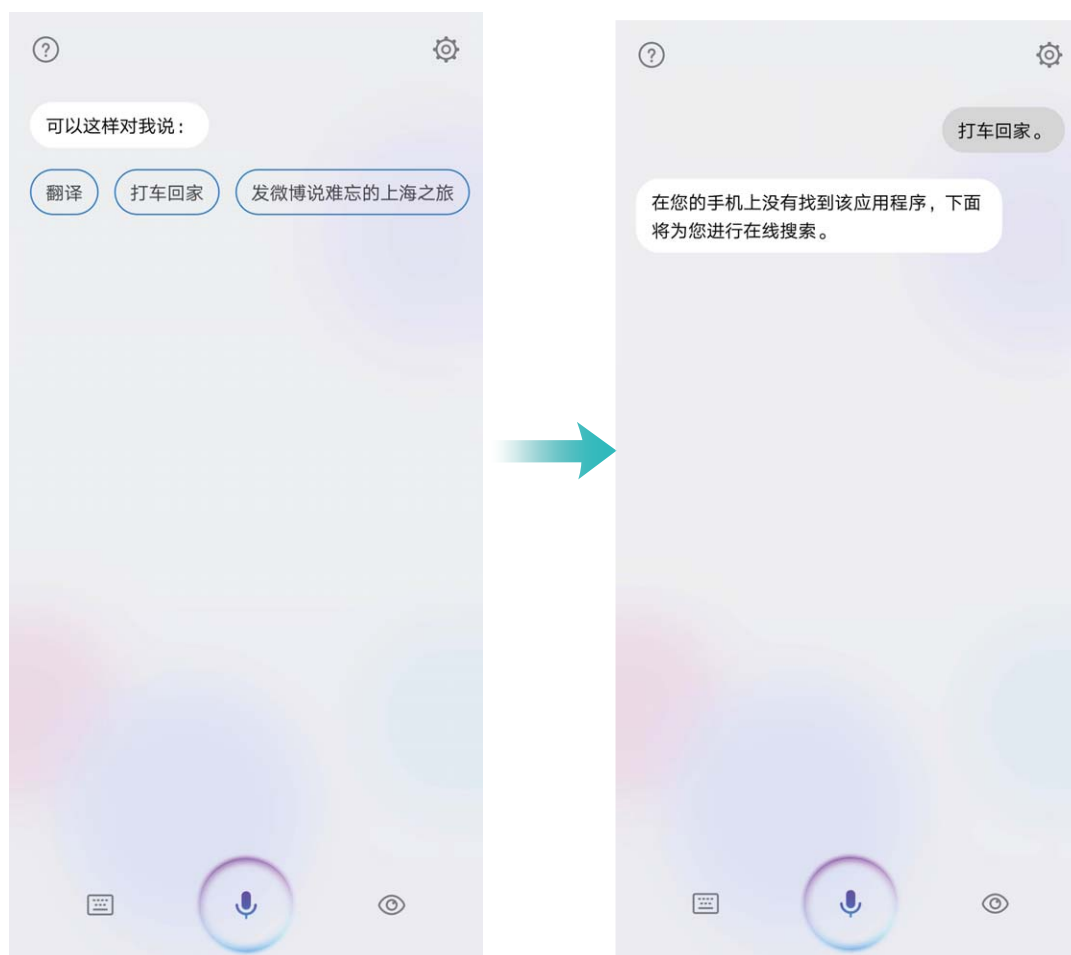 可以这样对我说：
翻译
打车回家
发微博说难忘的上海之旅
打车回家。
在您的手机上没有找到该应用程序，下面
将为您进行在线搜索。